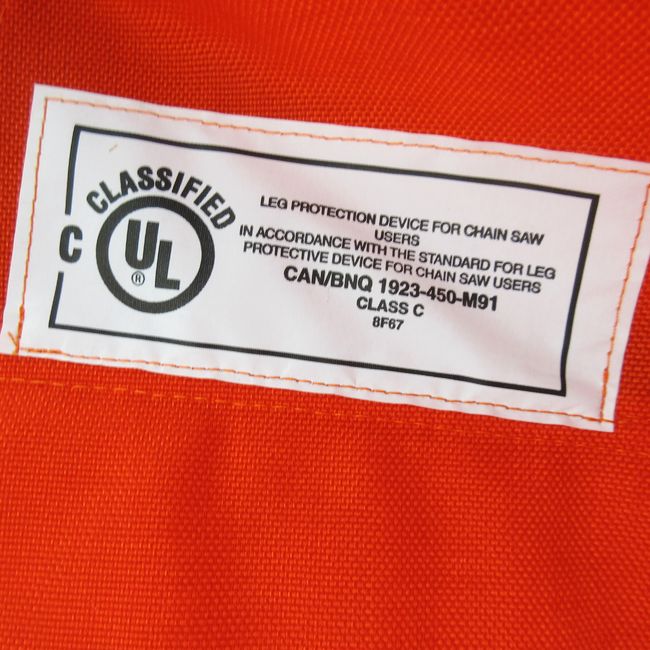 CLASSIFIED
C
UL
®
LEG PROTECTION DEVICE FOR CHAIN SAW
USERS
IN ACCORDANCE WITH THE STANDARD FOR LEG
PROTECTIVE DEVICE FOR CHAIN SAW USERS
CAN/BNQ 1923-450-M91
CLASS C
8F67